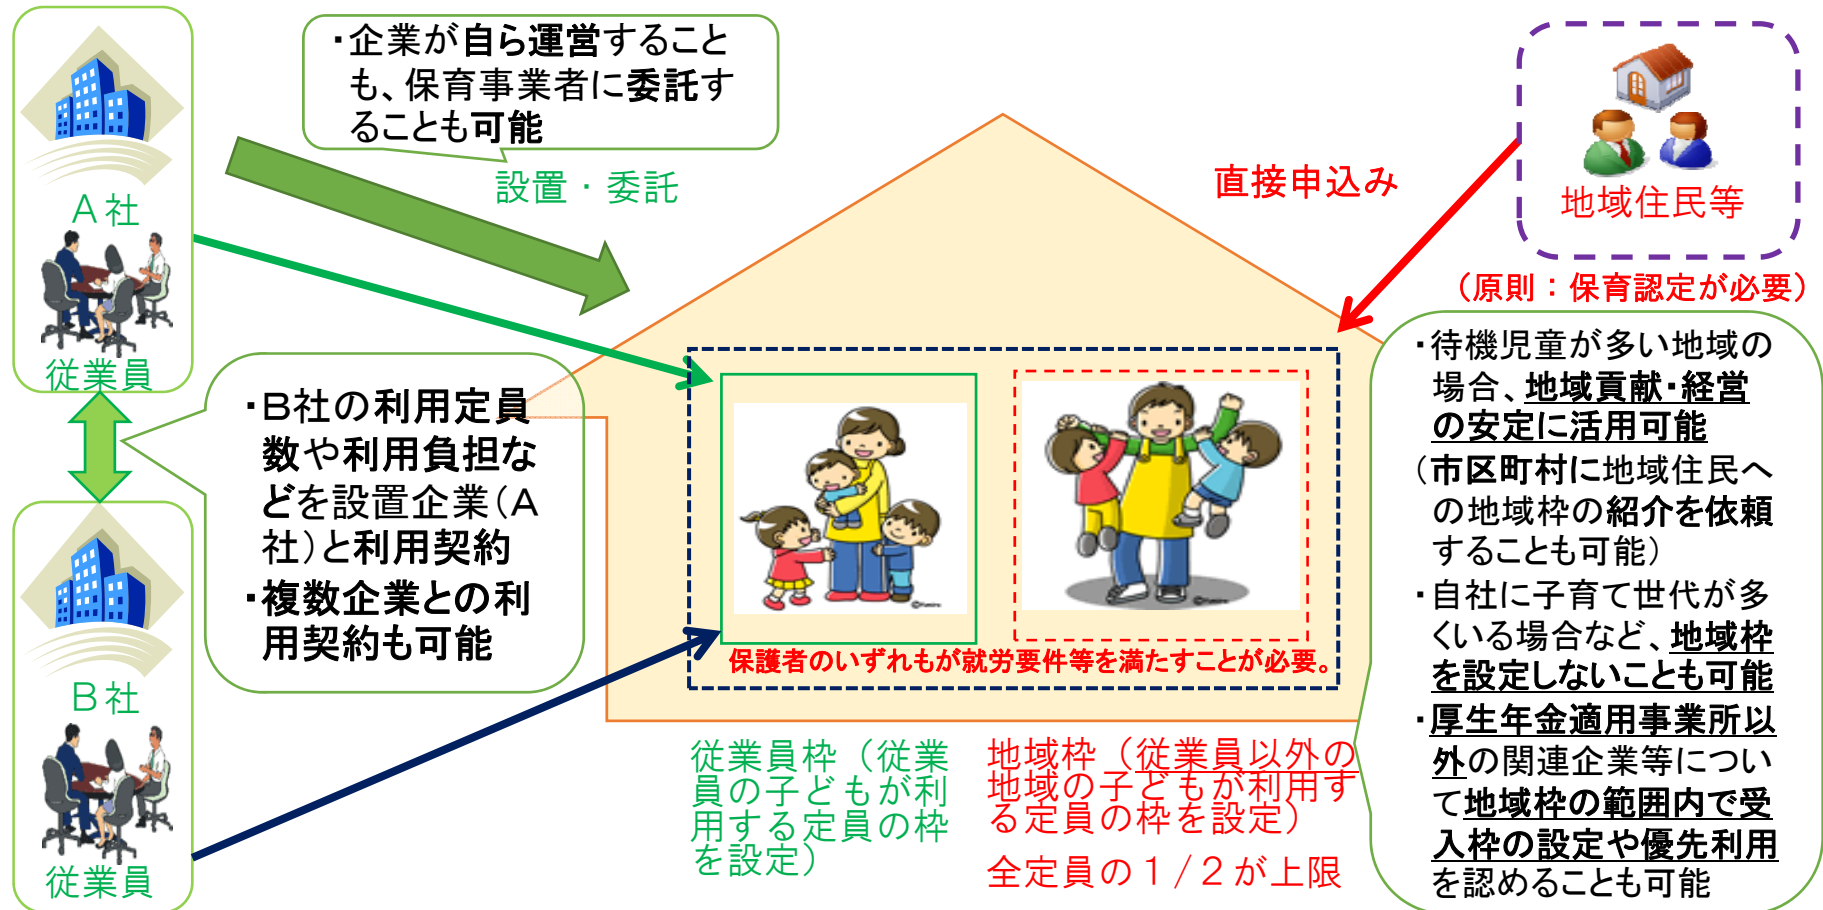 ・企業が自ら運営すること
も、保育事業者に委託す
ることも可能
設置・委託
A社
従業員
・B社の利用定員
数や利用負担な
どを設置企業(A
社)と利用契約
・複数企業との利
用契約も可能
B社
従業員
直接申込み
地域住民等
(原則：保育認定が必要)
保護者のいずれもが就労要件等を満たすことが必要。
従業員枠（従業
員の子どもが利
用する定員の枠
を設定）
地域枠（従業員以外の
地域の子どもが利用す
る定員の枠を設定）
全定員の１/２が上限
・待機児童が多い地域の
場合、地域貢献・経営
の安定に活用可能
(市区町村に地域住民へ
の地域枠の紹介を依頼
することも可能)
・自社に子育て世代が多
くいる場合など、地域枠
を設定しないことも可能
・厚生年金適用事業所以
外の関連企業等につい
て地域枠の範囲内で受
入枠の設定や優先利用
を認めることも可能